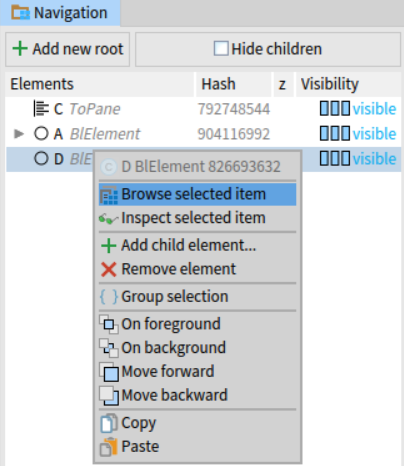 Navigation
Add new root Hide children
Elements Hash z Visibility
C ToPane 792748544 visible
A BlElement 904116992 visible
D BlE visible
D BlElement 826693632
Browse selected item
Inspect selected item
Add child element...
Remove element
{ } Group selection
On foreground
On background
Move forward
Move backward
Copy
Paste